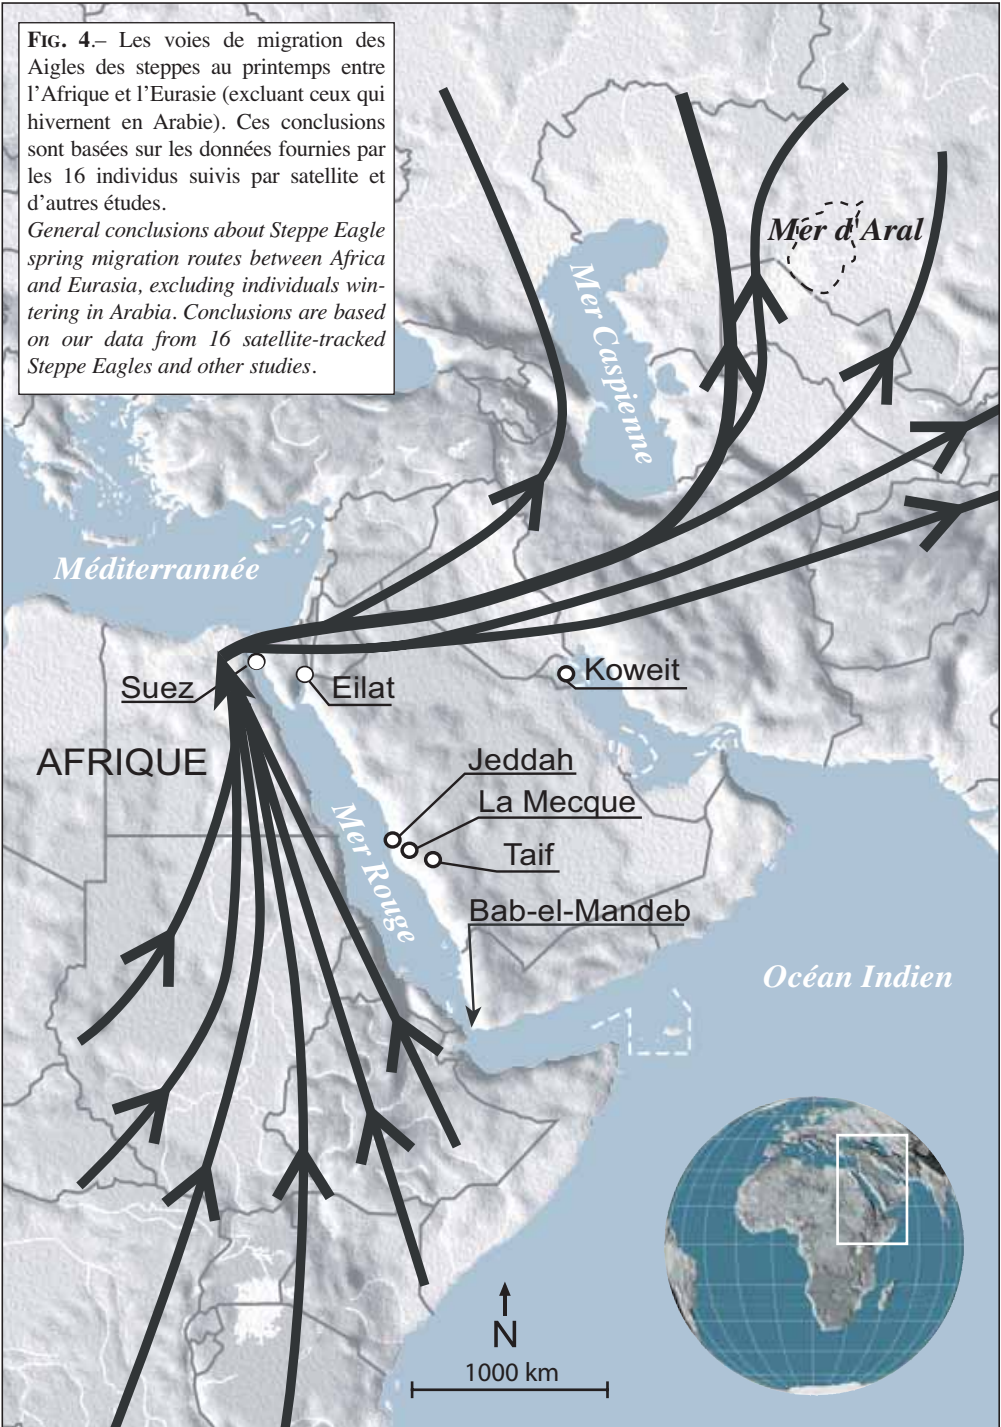 FIG. 4.– Les voies de migration des
Aigles des steppes au printemps entre
l'Afrique et l'Eurasie (excluant ceux qui
hivernent en Arabie). Ces conclusions
sont basées sur les données fournies par
les 16 individus suivis par satellite et
d'autres études.
General conclusions about Steppe Eagle
spring migration routes between Africa
and Eurasia, excluding individuals win-
tering in Arabia. Conclusions are based
on our data from 16 satellite-tracked
Steppe Eagles and other studies.
Mer d'Aral
Mer Caspienne
Méditerrannée
Suez
Eilat
Koweit
AFRIQUE
Jeddah
La Mecque
Taif
Mer Rouge
Bab-el-Mandeb
Océan Indien
N
1000 km